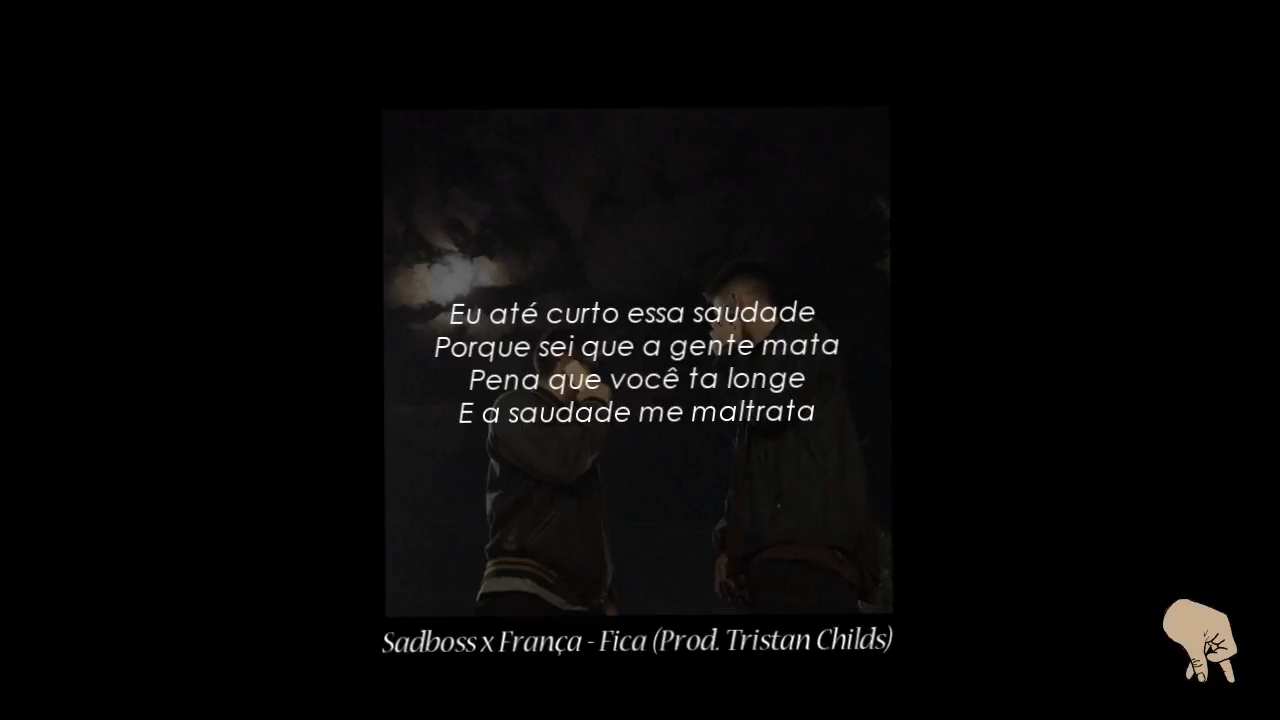 Eu até curto essa saudade
Porque sei que a gente mata
Pena que você ta longe
E a saudade me maltrata
Sadboss x França - Fica (Prod. Tristan Childs)